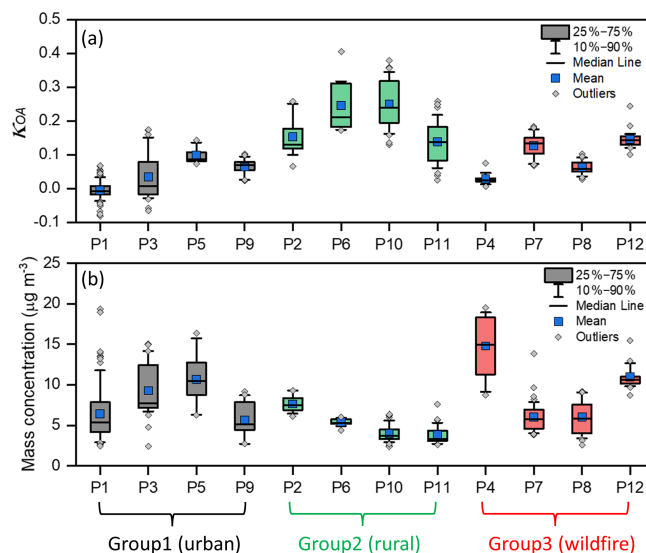 (a)
0.5
0.4
0.3
0.2
0.1
0.0
-0.1
κOA
25%–75%
10%–90%
Median Line
Mean
Outliers
P1 P3 P5 P9 P2 P6 P10 P11 P4 P7 P8 P12
(b)
25
20
15
10
5
0
Mass concentration (μg m⁻³)
25%–75%
10%–90%
Median Line
Mean
Outliers
P1 P3 P5 P9 P2 P6 P10 P11 P4 P7 P8 P12
Group1 (urban) Group2 (rural) Group3 (wildfire)